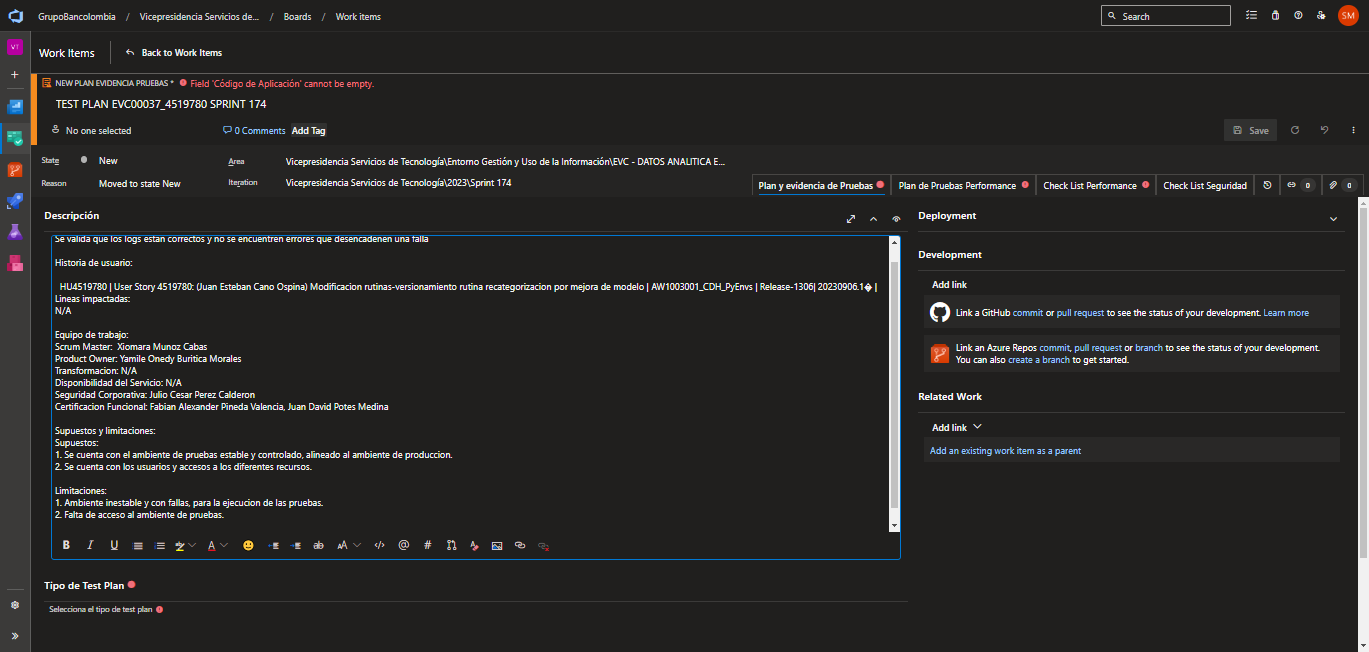 GrupoBancolombia / Vicepresidencia Servicios de... / Boards / Work items
Search
SM
VT
Work Items
Back to Work Items
NEW PLAN EVIDENCIA PRUEBAS * Field 'Código de Aplicación' cannot be empty.
TEST PLAN EVC00037_4519780 SPRINT 174
No one selected
0 Comments
Add Tag
Save
State
New
Area
Vicepresidencia Servicios de Tecnología\Entorno Gestión y Uso de la Información\EVC - DATOS ANALITICA E...
Reason
Moved to state New
Iteration
Vicepresidencia Servicios de Tecnología\2023\Sprint 174
Plan y evidencia de Pruebas
Plan de Pruebas Performance
Check List Performance
Check List Seguridad
0
0
Descripción
Se valida que los logs estan correctos y no se encuentren errores que desencadenen una falla
Historia de usuario:
HU4519780 | User Story 4519780: (Juan Esteban Cano Ospina) Modificacion rutinas-versionamiento rutina recategorizacion por mejora de modelo | AW1003001_CDH_PyEnvs | Release-1306| 20230906.1� |
Lineas impactadas:
N/A
Equipo de trabajo:
Scrum Master: Xiomara Munoz Cabas
Product Owner: Yamile Onedy Buritica Morales
Transformacion: N/A
Disponibilidad del Servicio: N/A
Seguridad Corporativa: Julio Cesar Perez Calderon
Certificacion Funcional: Fabian Alexander Pineda Valencia, Juan David Potes Medina
Supuestos y limitaciones:
Supuestos:
1. Se cuenta con el ambiente de pruebas estable y controlado, alineado al ambiente de produccion.
2. Se cuenta con los usuarios y accesos a los diferentes recursos.
Limitaciones:
1. Ambiente inestable y con fallas, para la ejecucion de las pruebas.
2. Falta de acceso al ambiente de pruebas.
Tipo de Test Plan
Selecciona el tipo de test plan
Deployment
Development
Add link
Link a GitHub commit or pull request to see the status of your development. Learn more
Link an Azure Repos commit, pull request or branch to see the status of your development.
You can also create a branch to get started.
Related Work
Add link
Add an existing work item as a parent